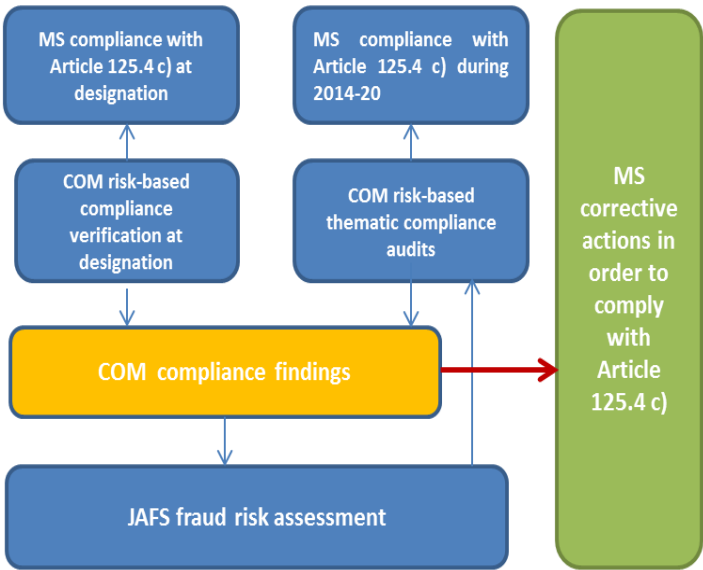 MS compliance with
Article 125.4 c) at
designation
MS compliance with
Article 125.4 c) during
2014-20
COM risk-based
compliance
verification at
designation
COM risk-based
thematic compliance
audits
MS
corrective
actions in
order to
comply
with
Article
125.4 c)
COM compliance findings
JAFS fraud risk assessment